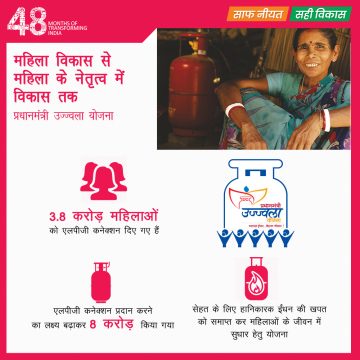 48 MONTHS OF
TRANSFORMING
INDIA
साफ नीयत सही विकास
महिला विकास से
महिला के नेतृत्व में
विकास तक
प्रधानमंत्री उज्ज्वला योजना
3.8 करोड़ महिलाओं
को एलपीजी कनेक्शन दिए गए हैं
प्रधानमंत्री
उज्ज्वला
योजना
एलपीजी कनेक्शन प्रदान करने
का लक्ष्य बढ़ाकर 8 करोड़ किया गया
सेहत के लिए हानिकारक ईंधन की खपत
को समाप्त कर महिलाओं के जीवन में
सुधार हेतु योजना